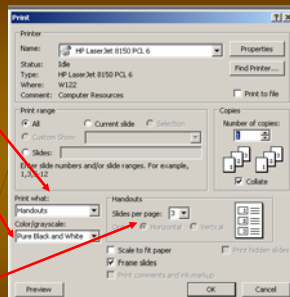 Print
Printer
Name: HP LaserJet 8150 PCL 6 Properties
Status: Idle Find Printer...
Type: HP LaserJet 8150 PCL 6
Where: W122
Comment: Computer Resources Print to file
Print range Copies
All Current slide Selection Number of copies:
Custom Show: 1
Slides:
Enter slide numbers and/or slide ranges. For example,
1,3,5-12 Collate
Print what: Handouts
Handouts Slides per page: 3
Color/grayscale: Horizontal Vertical
Pure Black and White
Scale to fit paper Print hidden slides
Frame slides
Print comments and ink markup
Preview OK Cancel